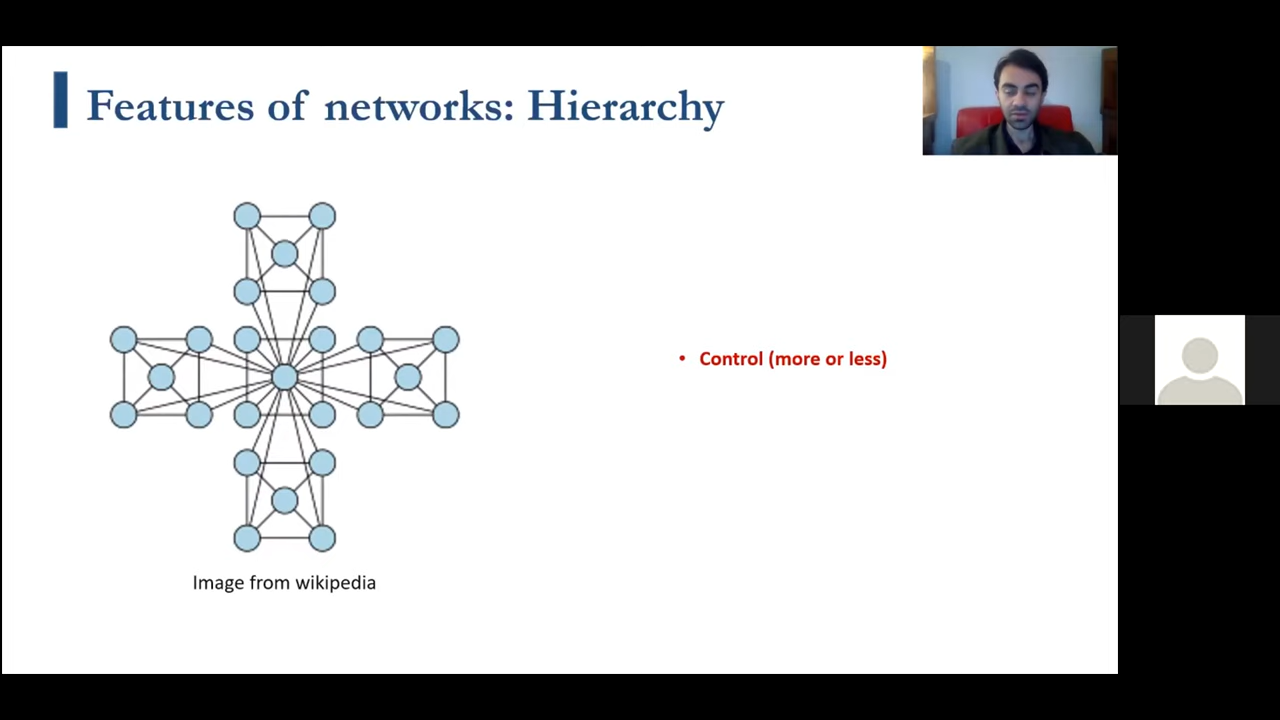 Features of networks: Hierarchy
• Control (more or less)
Image from wikipedia